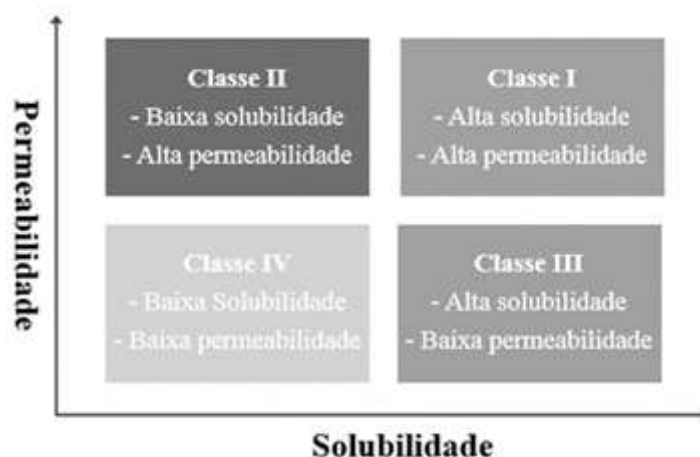 Permeabilidade
Classe II
- Baixa solubilidade
- Alta permeabilidade
Classe I
- Alta solubilidade
- Alta permeabilidade
Classe IV
- Baixa Solubilidade
- Baixa permeabilidade
Classe III
- Alta solubilidade
- Baixa permeabilidade
Solubilidade